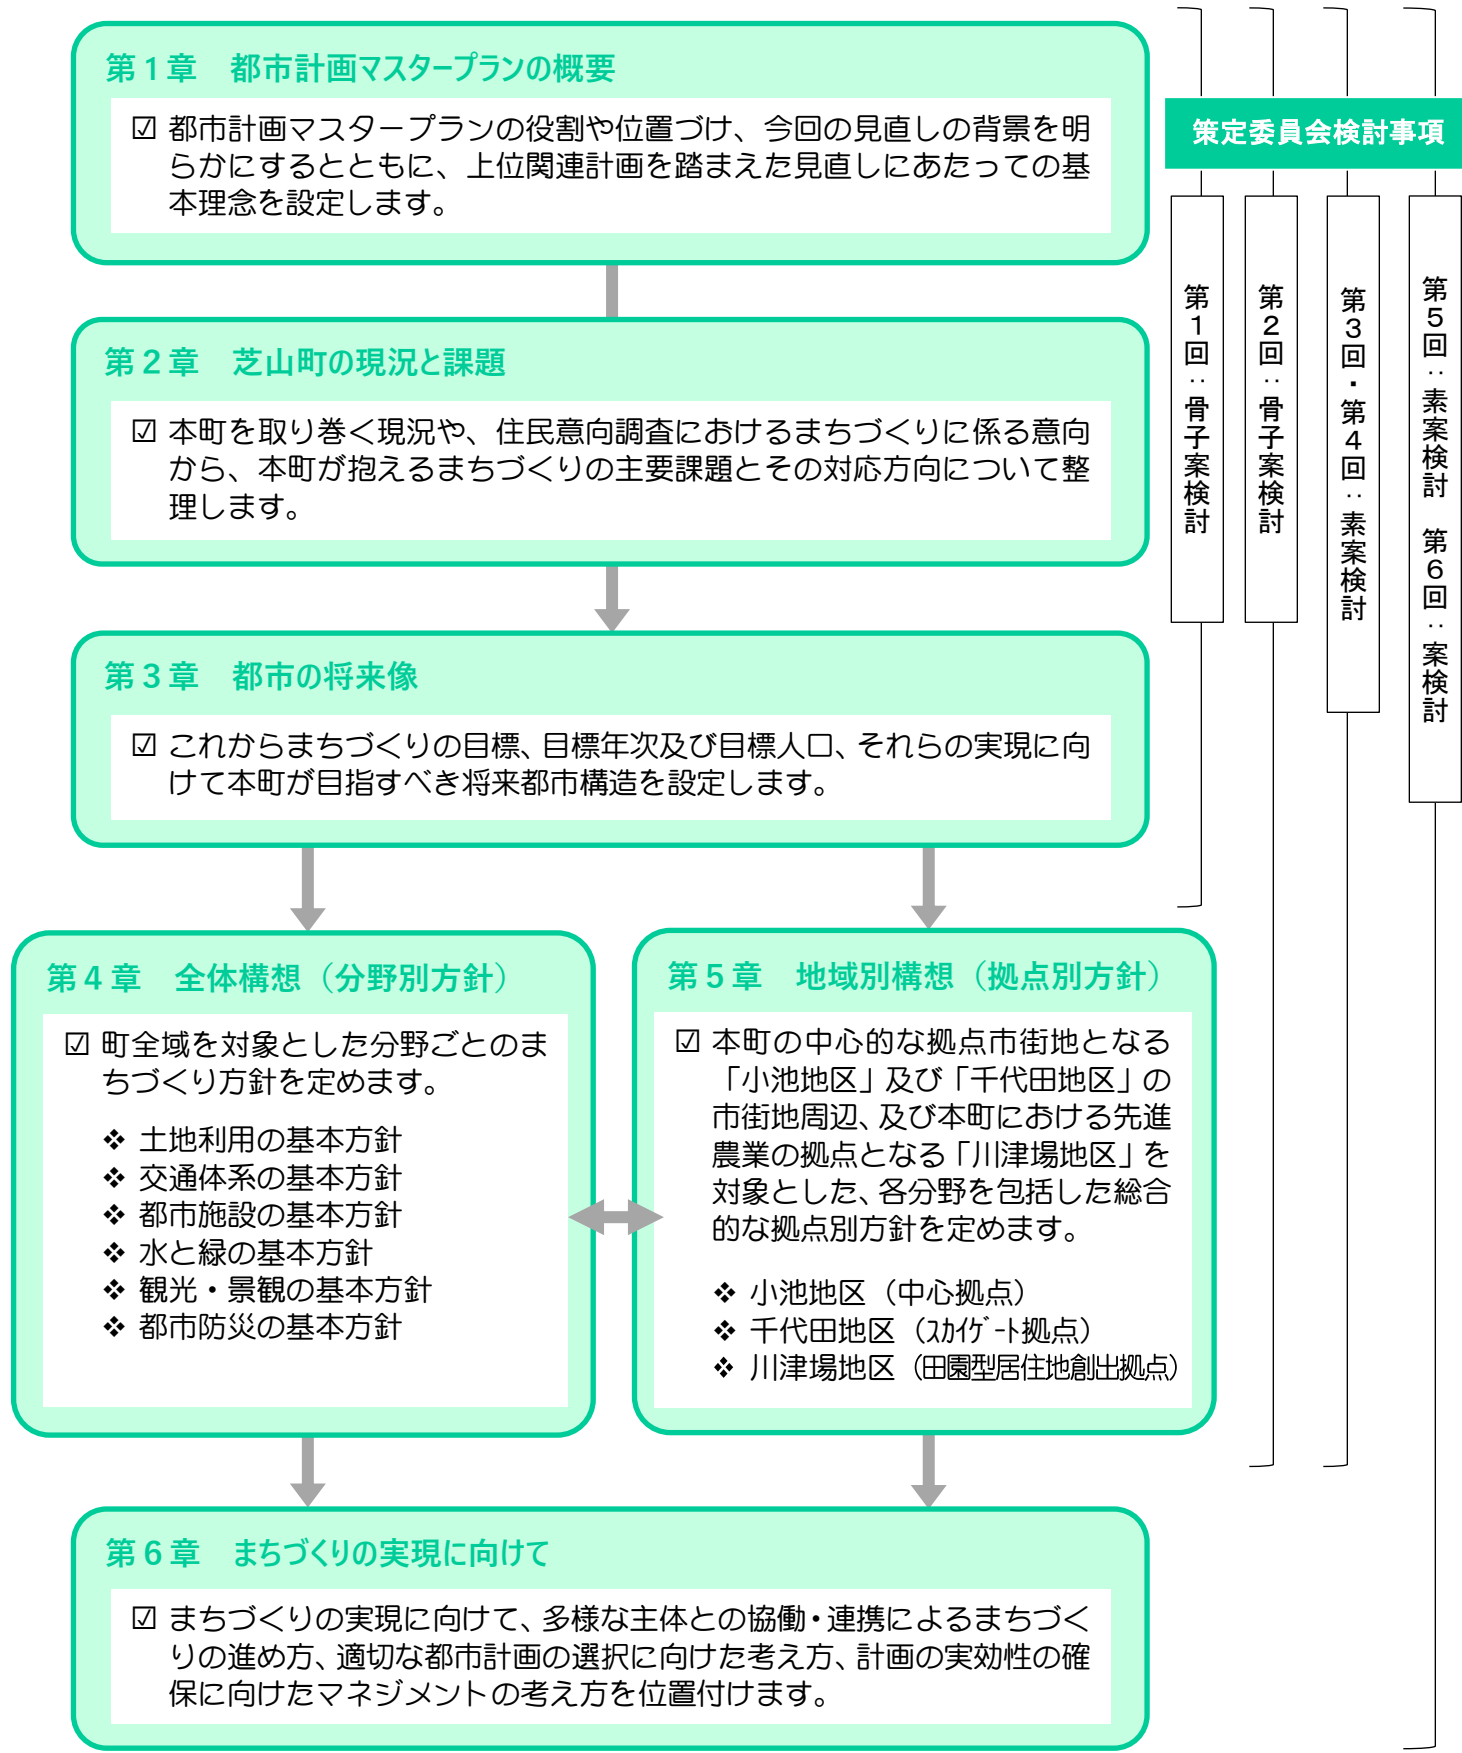 第１章　都市計画マスタープランの概要
☑ 都市計画マスタープランの役割や位置づけ、今回の見直しの背景を明
らかにするとともに、上位関連計画を踏まえた見直しにあたっての基
本理念を設定します。
第２章　芝山町の現況と課題
☑ 本町を取り巻く現況や、住民意向調査におけるまちづくりに係る意向
から、本町が抱えるまちづくりの主要課題とその対応方向について整
理します。
第３章　都市の将来像
☑ これからまちづくりの目標、目標年次及び目標人口、それらの実現に向
けて本町が目指すべき将来都市構造を設定します。
第４章　全体構想（分野別方針）
☑ 町全域を対象とした分野ごとのま
ちづくり方針を定めます。
❖ 土地利用の基本方針
❖ 交通体系の基本方針
❖ 都市施設の基本方針
❖ 水と緑の基本方針
❖ 観光・景観の基本方針
❖ 都市防災の基本方針
第５章　地域別構想（拠点別方針）
☑ 本町の中心的な拠点市街地となる
「小池地区」及び「千代田地区」の
市街地周辺、及び本町における先進
農業の拠点となる「川津場地区」を
対象とした、各分野を包括した総合
的な拠点別方針を定めます。
❖ 小池地区（中心拠点）
❖ 千代田地区（ｽｶｲｹﾞｰﾄ拠点）
❖ 川津場地区（田園型居住地創出拠点）
第６章　まちづくりの実現に向けて
☑ まちづくりの実現に向けて、多様な主体との協働・連携によるまちづく
りの進め方、適切な都市計画の選択に向けた考え方、計画の実効性の確
保に向けたマネジメントの考え方を位置付けます。
策定委員会検討事項
第１回：骨子案検討
第２回：骨子案検討
第３回・第４回：素案検討
第５回：素案検討　第６回：案検討